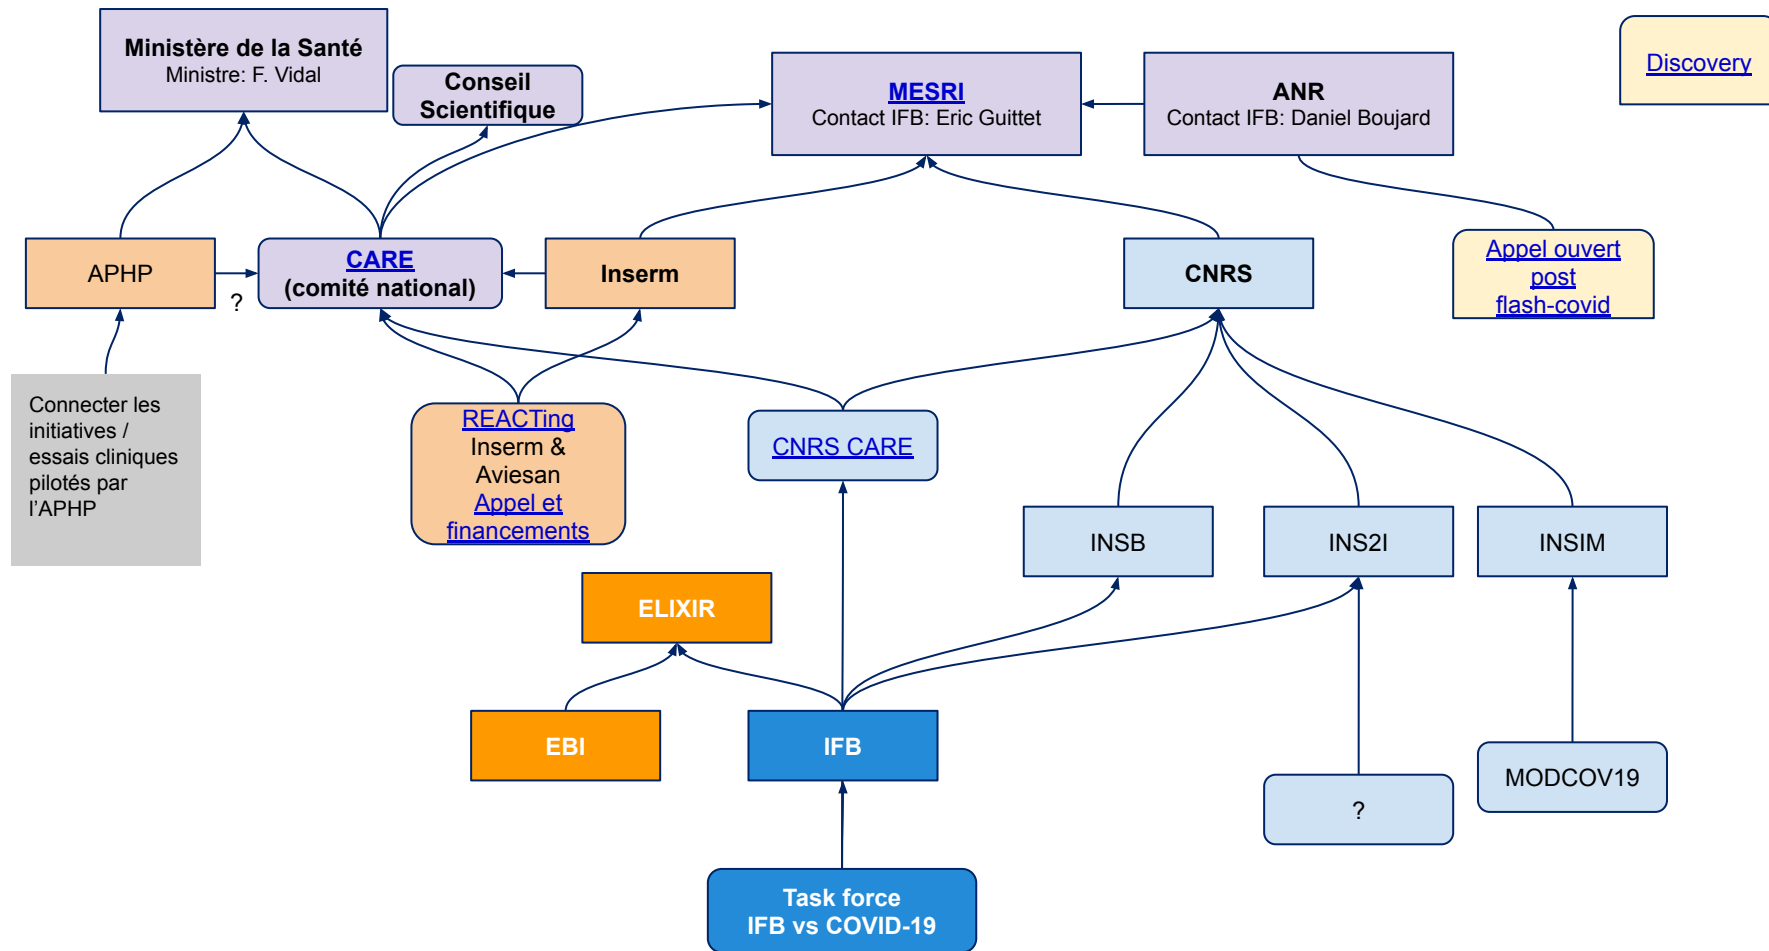 Ministère de la Santé
Ministre: F. Vidal
Conseil
Scientifique
MESRI
Contact IFB: Eric Guittet
ANR
Contact IFB: Daniel Boujard
Discovery
APHP
?
CARE
(comité national)
Inserm
CNRS
Appel ouvert
post
flash-covid
Connecter les
initiatives /
essais cliniques
pilotés par
l'APHP
REACTing
Inserm &
Aviesan
Appel et
financements
CNRS CARE
INSB
INS2I
INSIM
ELIXIR
EBI
IFB
?
MODCOV19
Task force
IFB vs COVID-19